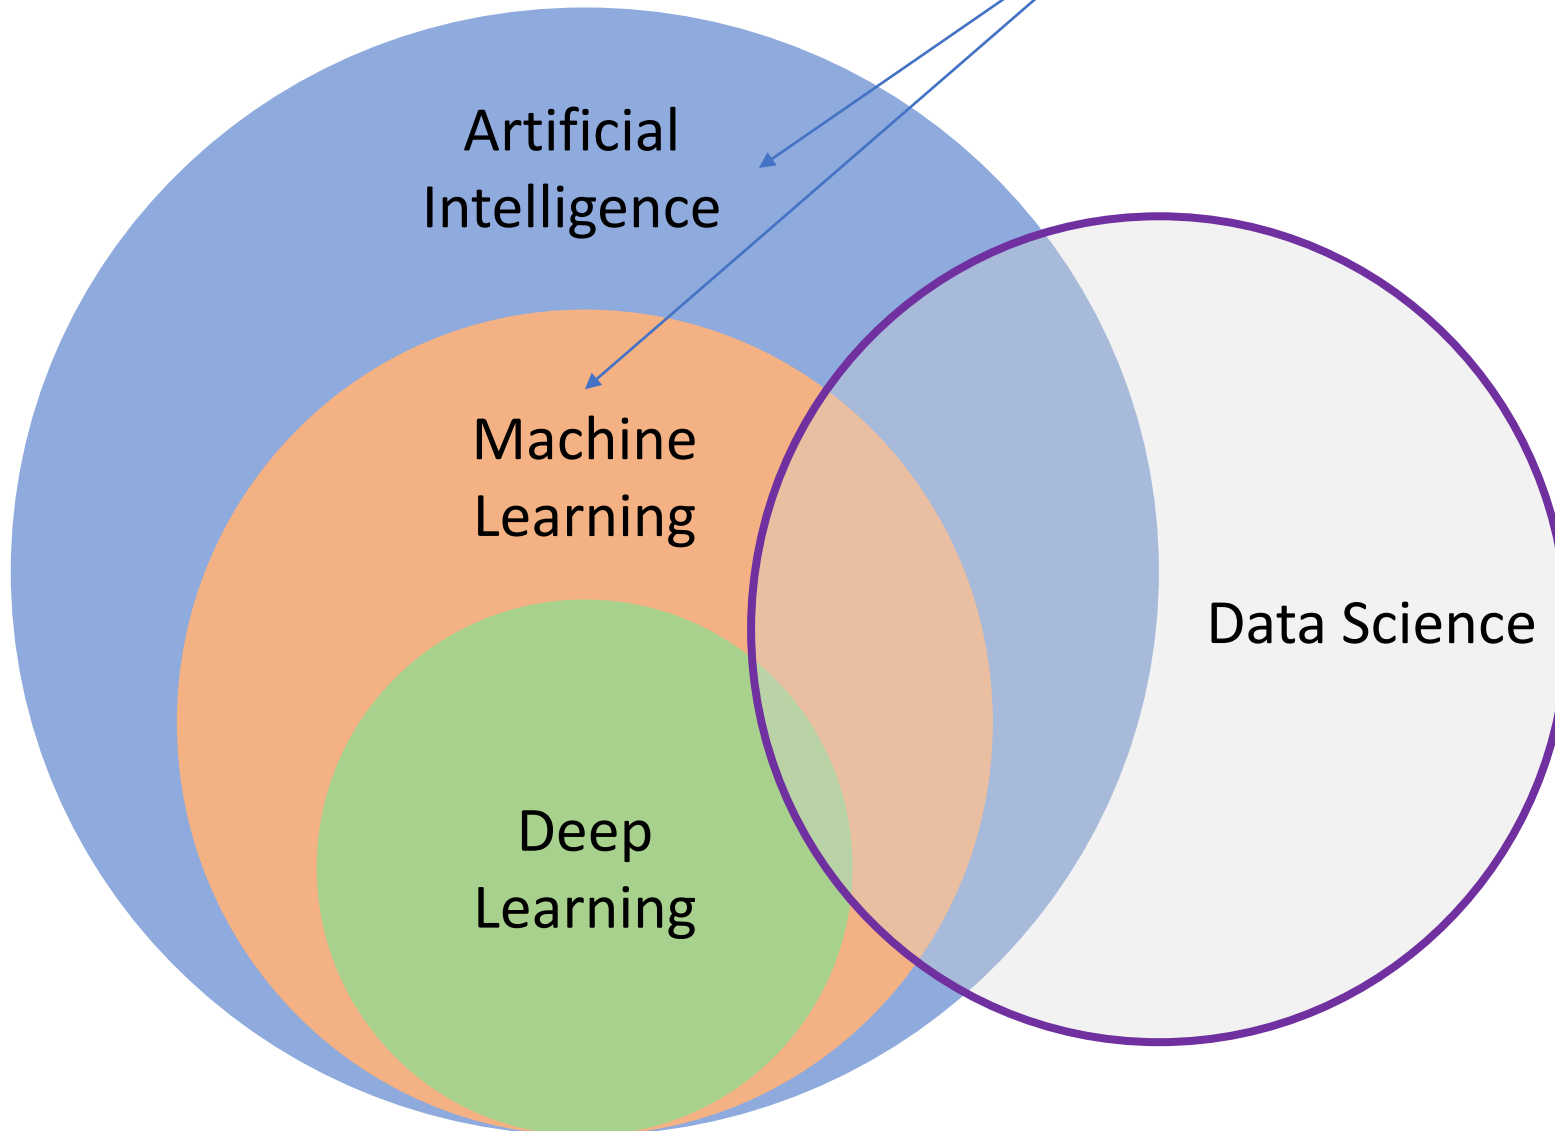 Artificial
Intelligence
Machine
Learning
Data Science
Deep
Learning